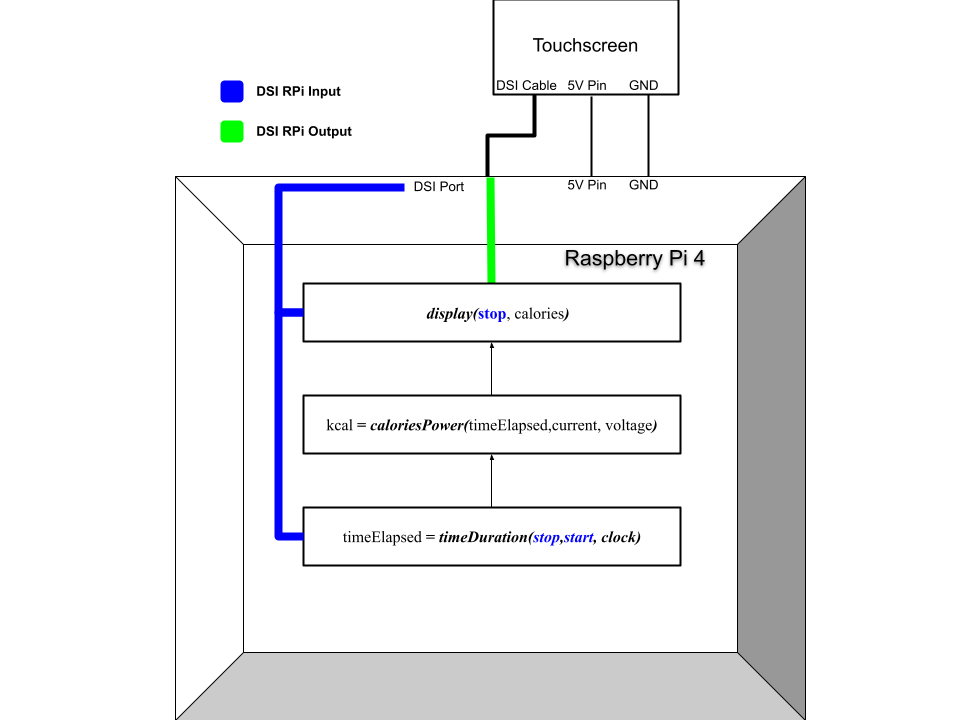 Touchscreen
DSI Cable 5V Pin GND
DSI RPi Input
DSI RPi Output
DSI Port 5V Pin GND
Raspberry Pi 4
display(stop, calories)
kcal = caloriesPower(timeElapsed,current, voltage)
timeElapsed = timeDuration(stop,start, clock)